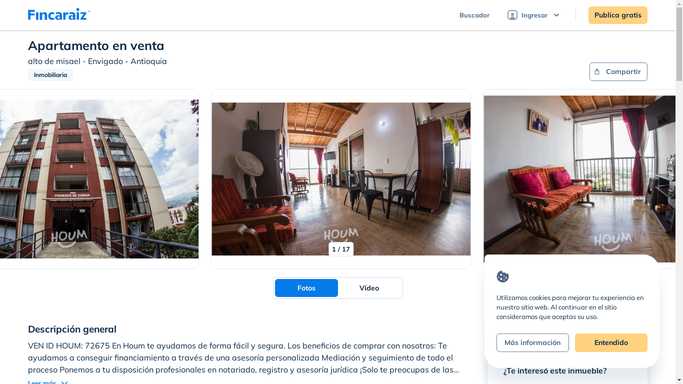 Fincaraiz
Buscador
Ingresar
Publica gratis
Apartamento en venta
alto de misael - Envigado - Antioquia
Inmobiliaria
Compartir
HOUM
HOUM
HOUM
1 / 17
Fotos
Video
Descripción general
VEN ID HOUM: 72675 En Houm te ayudamos de forma fácil y segura. Los beneficios de comprar con nosotros: Te
ayudamos a conseguir financiamiento a través de una asesoría personalizada Mediación y seguimiento de todo el
proceso Ponemos a tu disposición profesionales en notariado, registro y asesoría jurídica ¡Solo te preocupas de las...
Leer más
Utilizamos cookies para mejorar tu experiencia en
nuestro sitio web. Al continuar en el sitio
consideramos que aceptas su uso.
Más información
Entendido
¿Te interesó este inmueble?